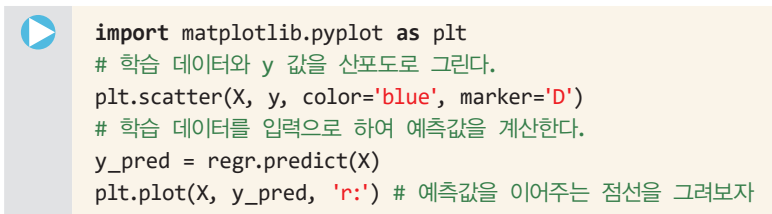 import matplotlib.pyplot as plt
# 학습 데이터와 y 값을 산포도로 그린다.
plt.scatter(X, y, color='blue', marker='D')
# 학습 데이터를 입력으로 하여 예측값을 계산한다.
y_pred = regr.predict(X)
plt.plot(X, y_pred, 'r:') # 예측값을 이어주는 점선을 그려보자